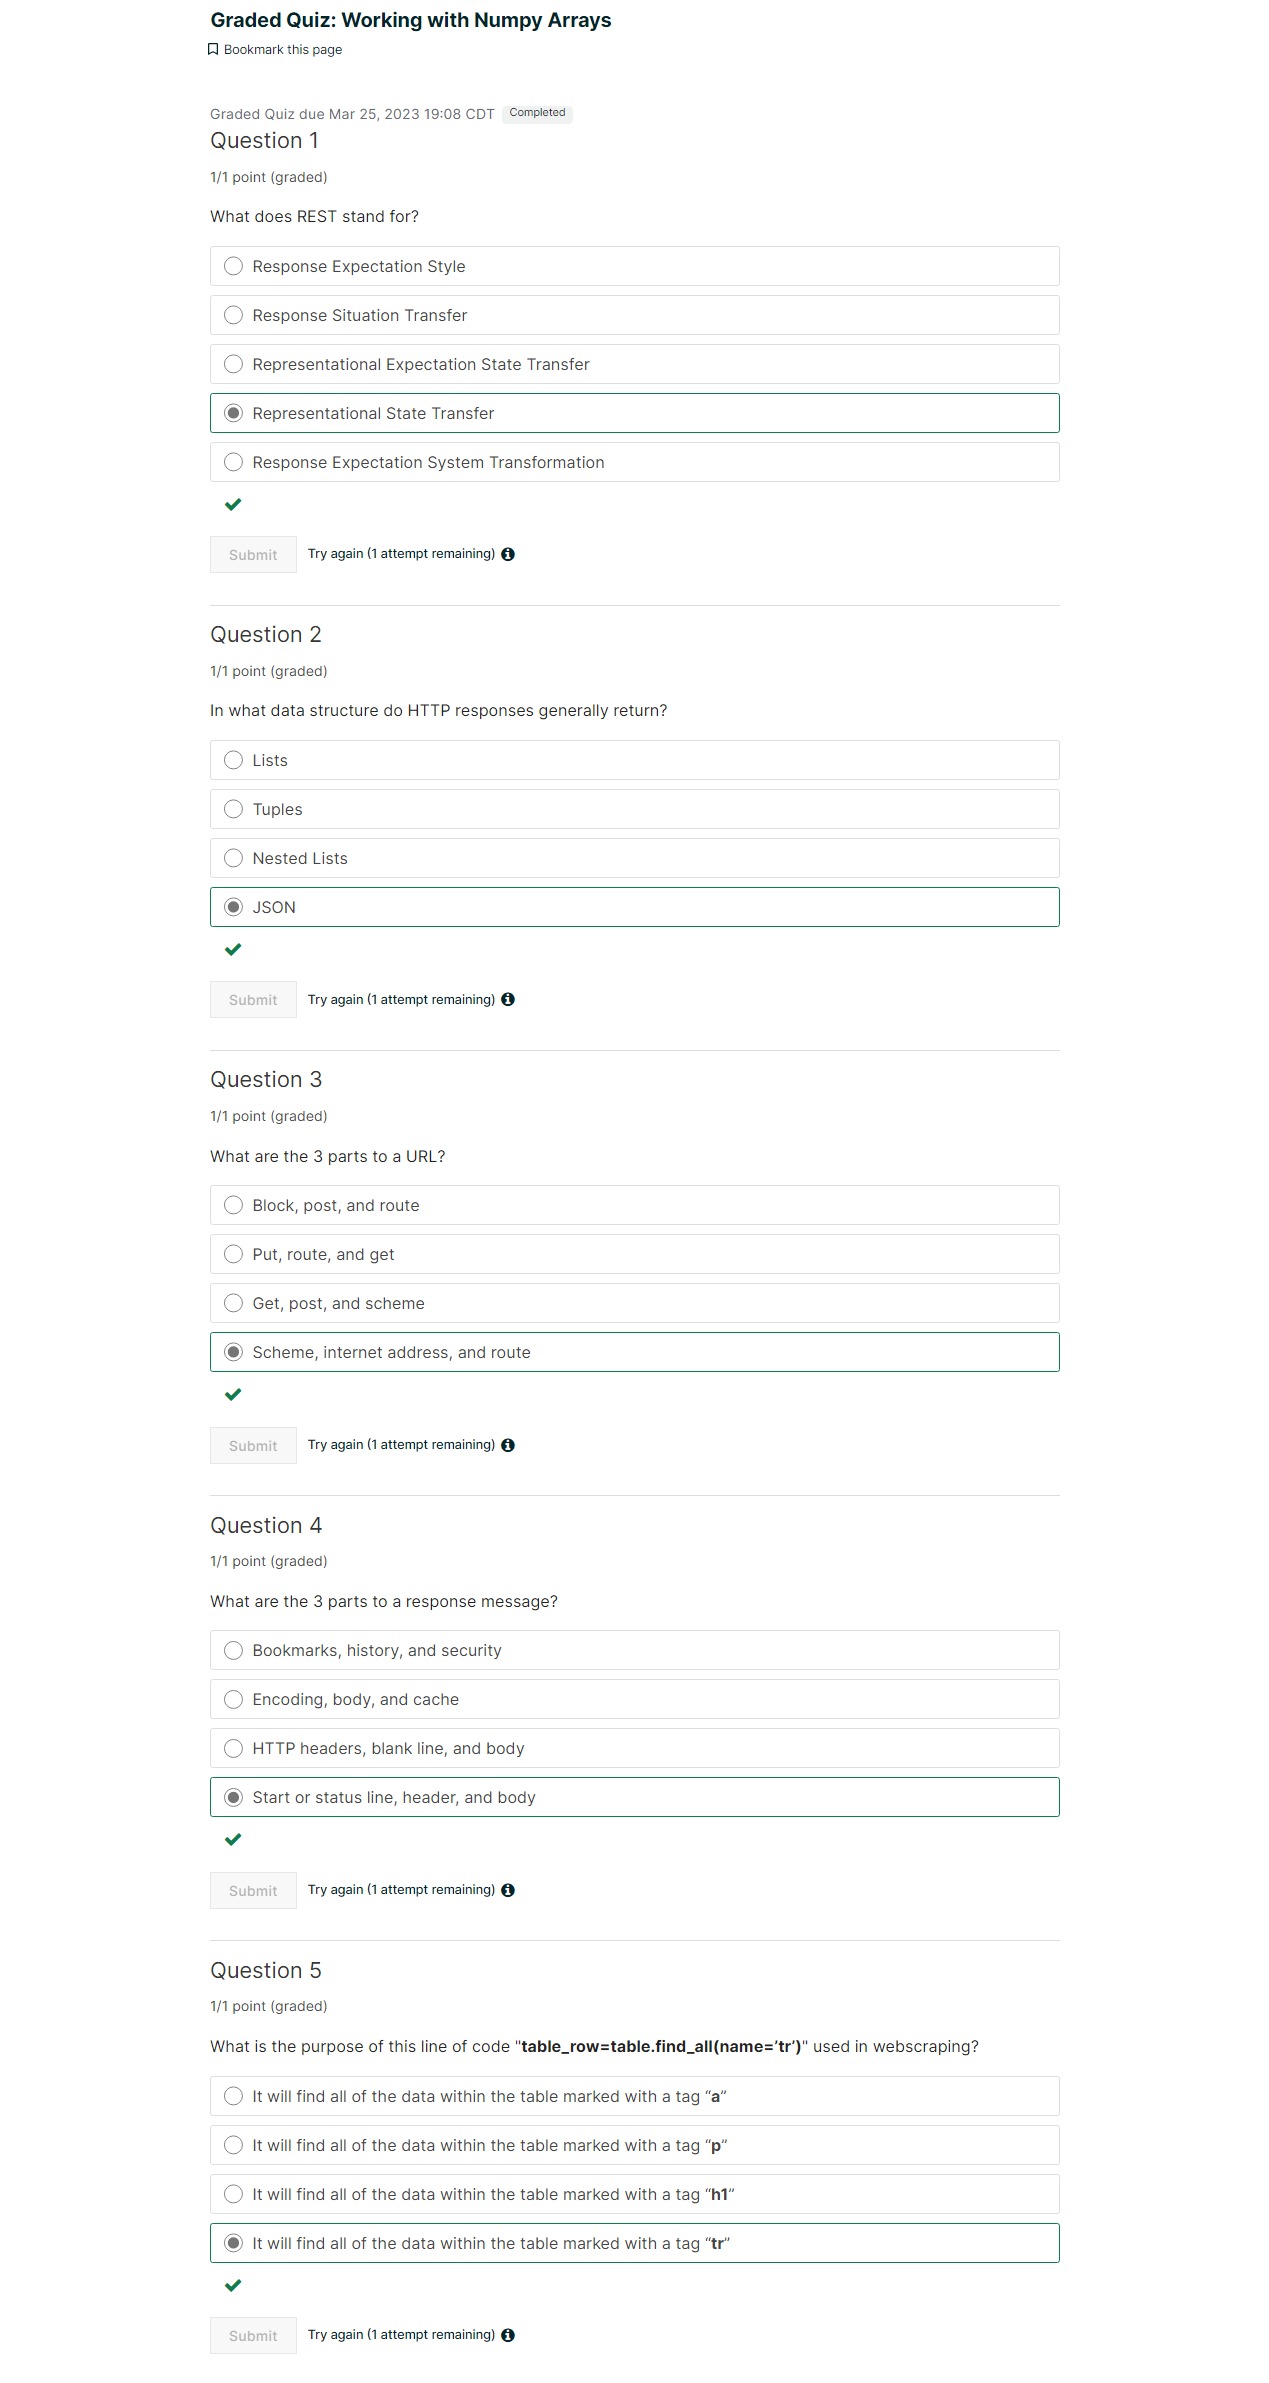 Graded Quiz: Working with Numpy Arrays
Bookmark this page
Graded Quiz due Mar 25, 2023 19:08 CDT Completed
Question 1
1/1 point (graded)
What does REST stand for?
Response Expectation Style
Response Situation Transfer
Representational Expectation State Transfer
Representational State Transfer
Response Expectation System Transformation
Submit Try again (1 attempt remaining)
Question 2
1/1 point (graded)
In what data structure do HTTP responses generally return?
Lists
Tuples
Nested Lists
JSON
Submit Try again (1 attempt remaining)
Question 3
1/1 point (graded)
What are the 3 parts to a URL?
Block, post, and route
Put, route, and get
Get, post, and scheme
Scheme, internet address, and route
Submit Try again (1 attempt remaining)
Question 4
1/1 point (graded)
What are the 3 parts to a response message?
Bookmarks, history, and security
Encoding, body, and cache
HTTP headers, blank line, and body
Start or status line, header, and body
Submit Try again (1 attempt remaining)
Question 5
1/1 point (graded)
What is the purpose of this line of code "table_row=table.find_all(name=’tr’)" used in webscraping?
It will find all of the data within the table marked with a tag “a”
It will find all of the data within the table marked with a tag “p”
It will find all of the data within the table marked with a tag “h1”
It will find all of the data within the table marked with a tag “tr”
Submit Try again (1 attempt remaining)